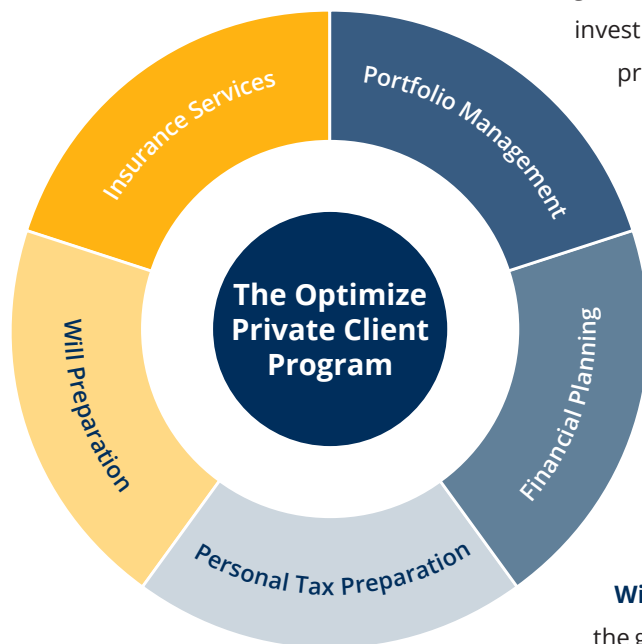 invest
pr
Portfolio Management
Financial Planning
Personal Tax Preparation
Will Preparation
Insurance Services
The Optimize
Private Client
Program
Wi
the g